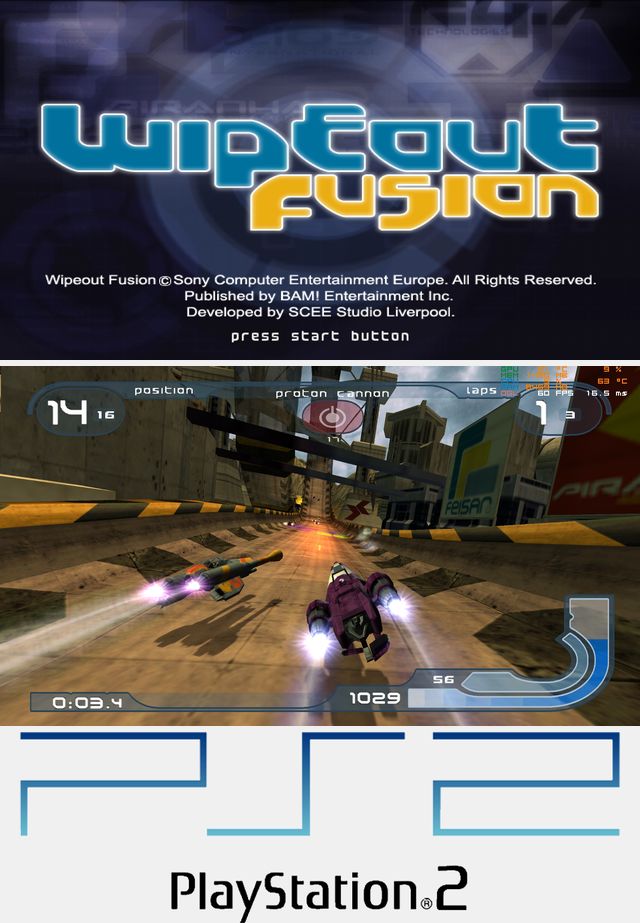 TECHNOLOGIES
PIRANHA
wipEout
fusion
Wipeout Fusion © Sony Computer Entertainment Europe. All Rights Reserved.
Published by BAM! Entertainment Inc.
Developed by SCEE Studio Liverpool.
press start button
position proton cannon laps
9 %
63 °C
60 FPS 16.5 ms
14 16 1 3
17
FEISAR
PIRA
56
0:03.4 1029
PS2
PlayStation®2